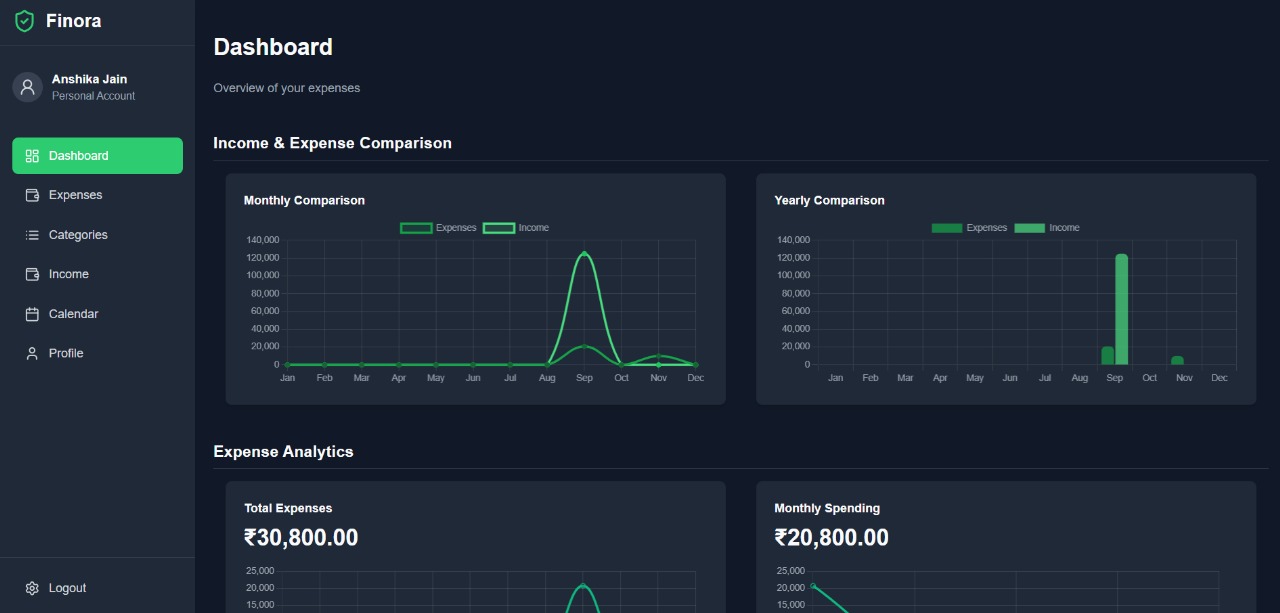 Finora
Anshika Jain
Personal Account
Dashboard
Expenses
Categories
Income
Calendar
Profile
Logout
Dashboard
Overview of your expenses
Income & Expense Comparison
Monthly Comparison
Expenses Income
140,000
120,000
100,000
80,000
60,000
40,000
20,000
0
Jan Feb Mar Apr May Jun Jul Aug Sep Oct Nov Dec
Yearly Comparison
Expenses Income
140,000
120,000
100,000
80,000
60,000
40,000
20,000
0
Jan Feb Mar Apr May Jun Jul Aug Sep Oct Nov Dec
Expense Analytics
Total Expenses
₹30,800.00
25,000
20,000
15,000
Monthly Spending
₹20,800.00
25,000
20,000
15,000